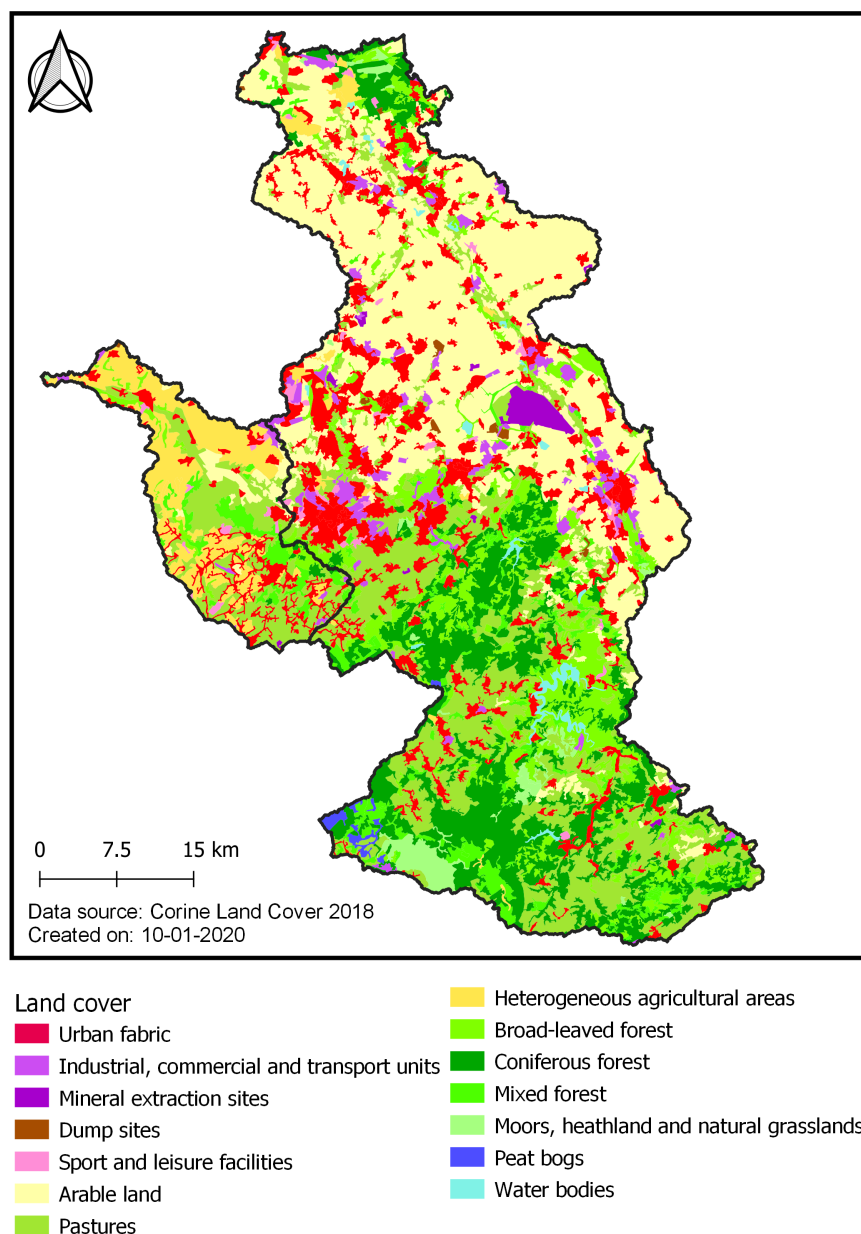 0 7.5 15 km
Data source: Corine Land Cover 2018
Created on: 10-01-2020
Land cover
Urban fabric
Industrial, commercial and transport units
Mineral extraction sites
Dump sites
Sport and leisure facilities
Arable land
Pastures
Heterogeneous agricultural areas
Broad-leaved forest
Coniferous forest
Mixed forest
Moors, heathland and natural grasslands
Peat bogs
Water bodies